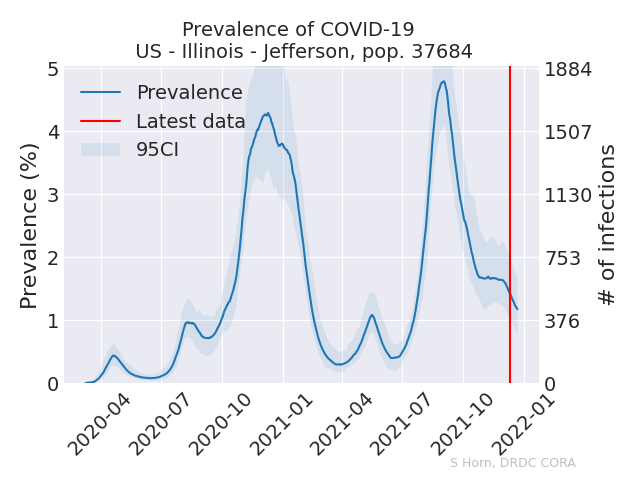 Prevalence of COVID-19
US - Illinois - Jefferson, pop. 37684
Prevalence
Latest data
95CI
Prevalence (%)
5
4
3
2
1
0
# of infections
1884
1507
1130
753
376
0
2020-04
2020-07
2020-10
2021-01
2021-04
2021-07
2021-10
2022-01
S Horn, DRDC CORA